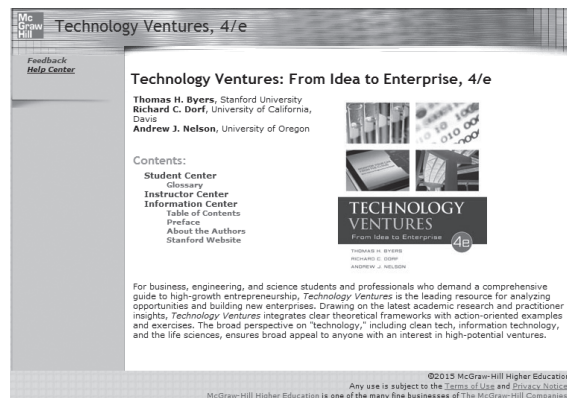 Mc
Graw
Hill
Technology Ventures, 4/e
Feedback
Help Center
Technology Ventures: From Idea to Enterprise, 4/e
Thomas H. Byers, Stanford University
Richard C. Dorf, University of California,
Davis
Andrew J. Nelson, University of Oregon
Contents:
Student Center
Glossary
Instructor Center
Information Center
Table of Contents
Preface
About the Authors
Stanford Website
TECHNOLOGY
VENTURES
From Idea to Enterprise
4e
THOMAS H. BYERS
RICHARD C. DORF
ANDREW J. NELSON
For business, engineering, and science students and professionals who demand a comprehensive
guide to high-growth entrepreneurship, Technology Ventures is the leading resource for analyzing
opportunities and building new enterprises. Drawing on the latest academic research and practitioner
insights, Technology Ventures integrates clear theoretical frameworks with action-oriented examples
and exercises. The broad perspective on "technology," including clean tech, information technology,
and the life sciences, ensures broad appeal to anyone with an interest in high-potential ventures.
©2015 McGraw-Hill Higher Education
Any use is subject to the Terms of Use and Privacy Notice
McGraw-Hill Higher Education is one of the many fine businesses of The McGraw-Hill Companies